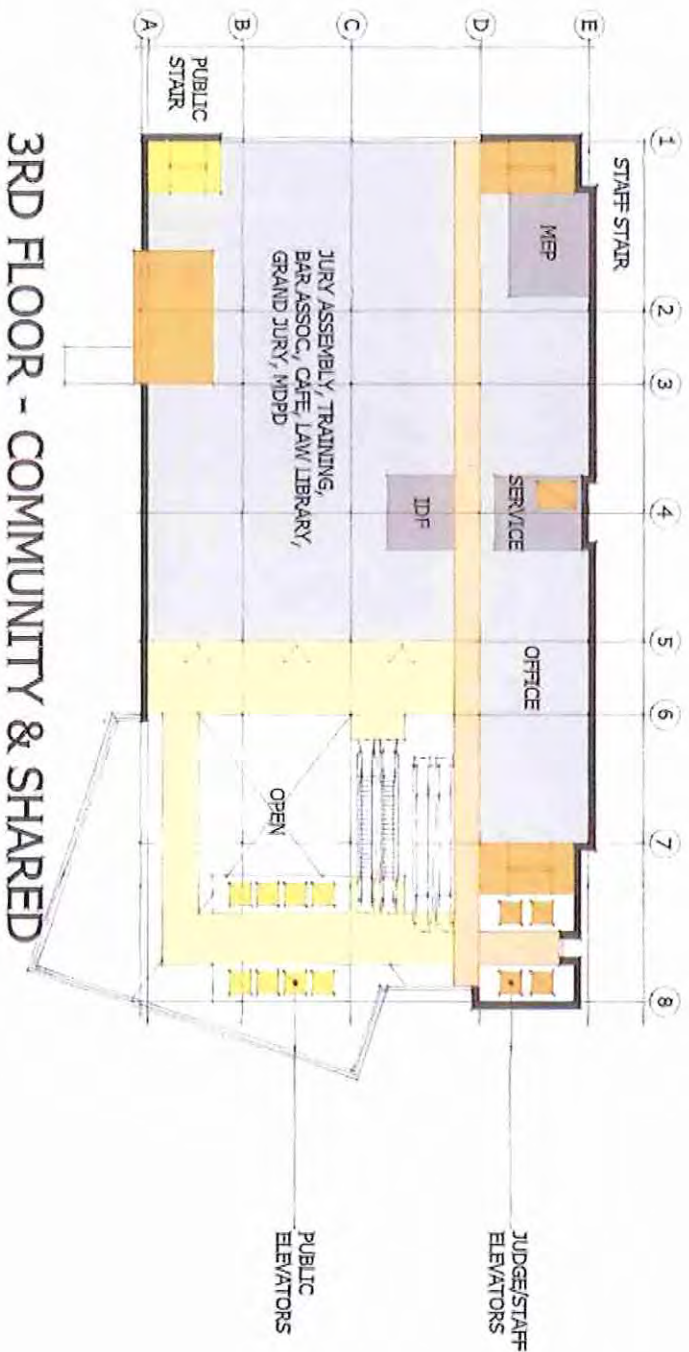 A
B
C
D
E
1
2
3
4
5
6
7
8
STAFF STAIR
PUBLIC
STAIR
MEP
JURY ASSEMBLY, TRAINING,
BAR ASSOC., CAFE, LAW LIBRARY,
GRAND JURY, MDPD
SERVICE
IDF
OFFICE
OPEN
JUDGE/STAFF
ELEVATORS
PUBLIC
ELEVATORS
3RD FLOOR - COMMUNITY & SHARED